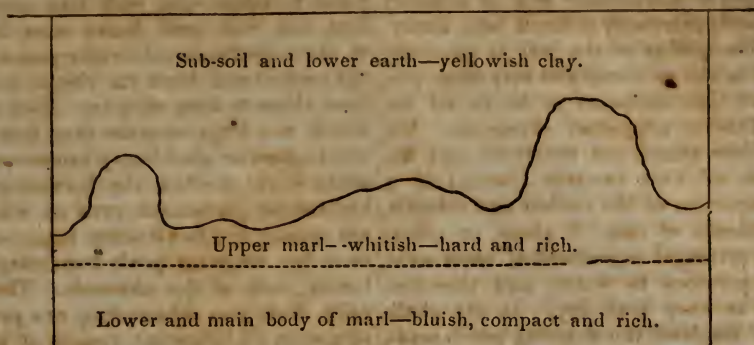 Sub-soil and lower earth—yellowish clay.
Upper marl--whitish—hard and rich.
Lower and main body of marl—bluish, compact and rich.